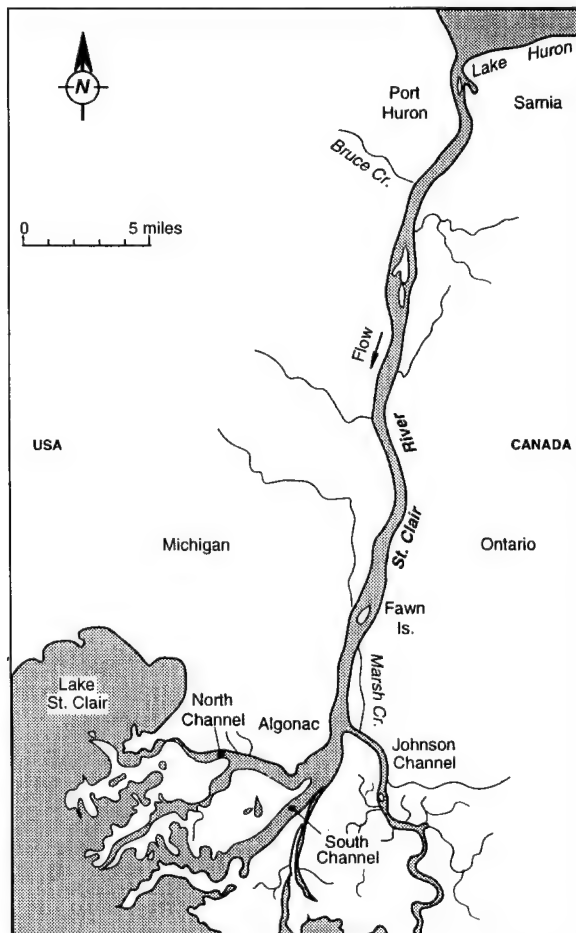 N
Lake Huron
Port
Huron
Sarnia
Bruce Cr.
0 5 miles
Flow
USA
River
CANADA
St. Clair
Michigan
Ontario
Fawn
Is.
Lake
St. Clair
North
Channel
Algonac
Marsh Cr.
Johnson
Channel
South
Channel